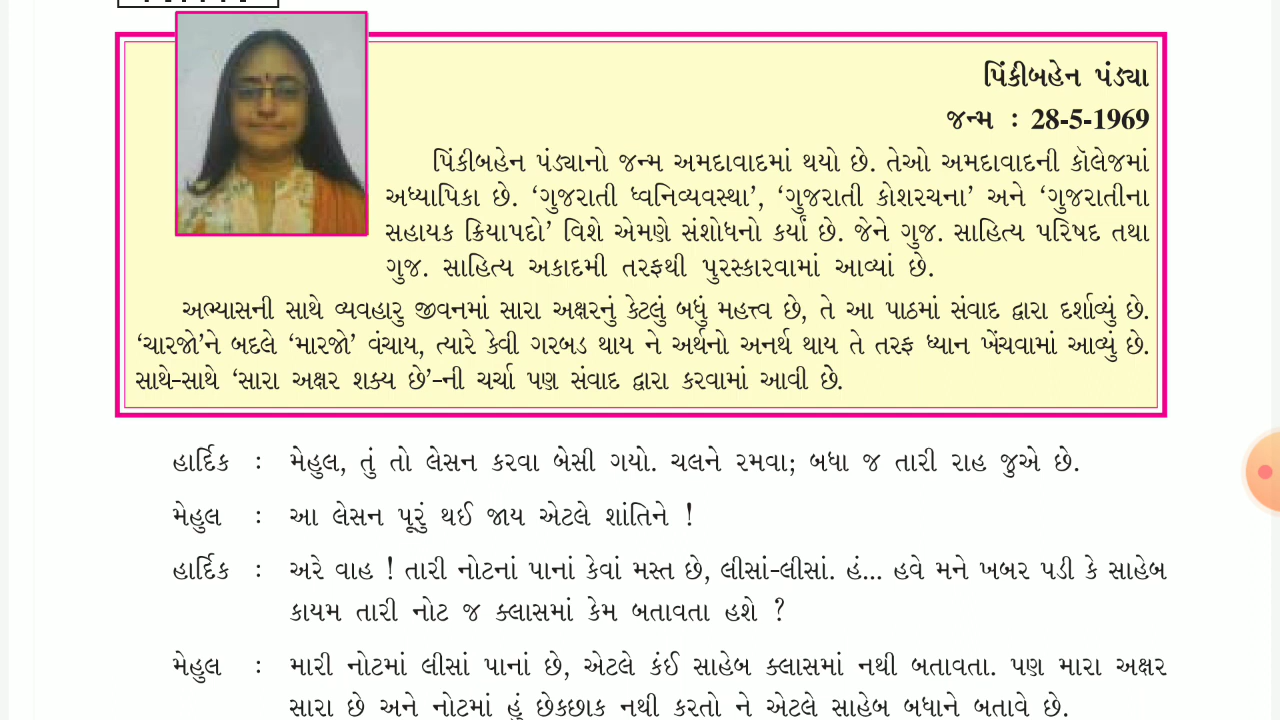 પિંકીબહેન પંડ્યા
જન્મ : 28-5-1969
પિંકીબહેન પંડ્યાનો જન્મ અમદાવાદમાં થયો છે. તેઓ અમદાવાદની કૉલેજમાં
અધ્યાપિકા છે. ‘ગુજરાતી ધ્વનિવ્યવસ્થા’, ‘ગુજરાતી કોશરચના’ અને ‘ગુજરાતીના
સહાયક ક્રિયાપદો’ વિશે એમણે સંશોધનો કર્યાં છે. જેને ગુજ. સાહિત્ય પરિષદ તથા
ગુજ. સાહિત્ય અકાદમી તરફથી પુરસ્કારવામાં આવ્યાં છે.
અભ્યાસની સાથે વ્યવહારુ જીવનમાં સારા અક્ષરનું કેટલું બધું મહત્ત્વ છે, તે આ પાઠમાં સંવાદ દ્વારા દર્શાવ્યું છે.
‘ચારજો’ને બદલે ‘મારજો’ વંચાય, ત્યારે કેવી ગરબડ થાય ને અર્થનો અનર્થ થાય તે તરફ ધ્યાન ખેંચવામાં આવ્યું છે.
સાથે-સાથે ‘સારા અક્ષર શક્ય છે’-ની ચર્ચા પણ સંવાદ દ્વારા કરવામાં આવી છે.
હાર્દિક : મેહુલ, તું તો લેસન કરવા બેસી ગયો. ચલને રમવા; બધા જ તારી રાહ જુએ છે.
મેહુલ : આ લેસન પૂરું થઈ જાય એટલે શાંતિને !
હાર્દિક : અરે વાહ ! તારી નોટનાં પાનાં કેવાં મસ્ત છે, લીસાં-લીસાં. હં... હવે મને ખબર પડી કે સાહેબ
કાયમ તારી નોટ જ ક્લાસમાં કેમ બતાવતા હશે ?
મેહુલ : મારી નોટમાં લીસાં પાનાં છે, એટલે કંઈ સાહેબ ક્લાસમાં નથી બતાવતા. પણ મારા અક્ષર
સારા છે અને નોટમાં હું છેકછાક નથી કરતો ને એટલે સાહેબ બધાને બતાવે છે.